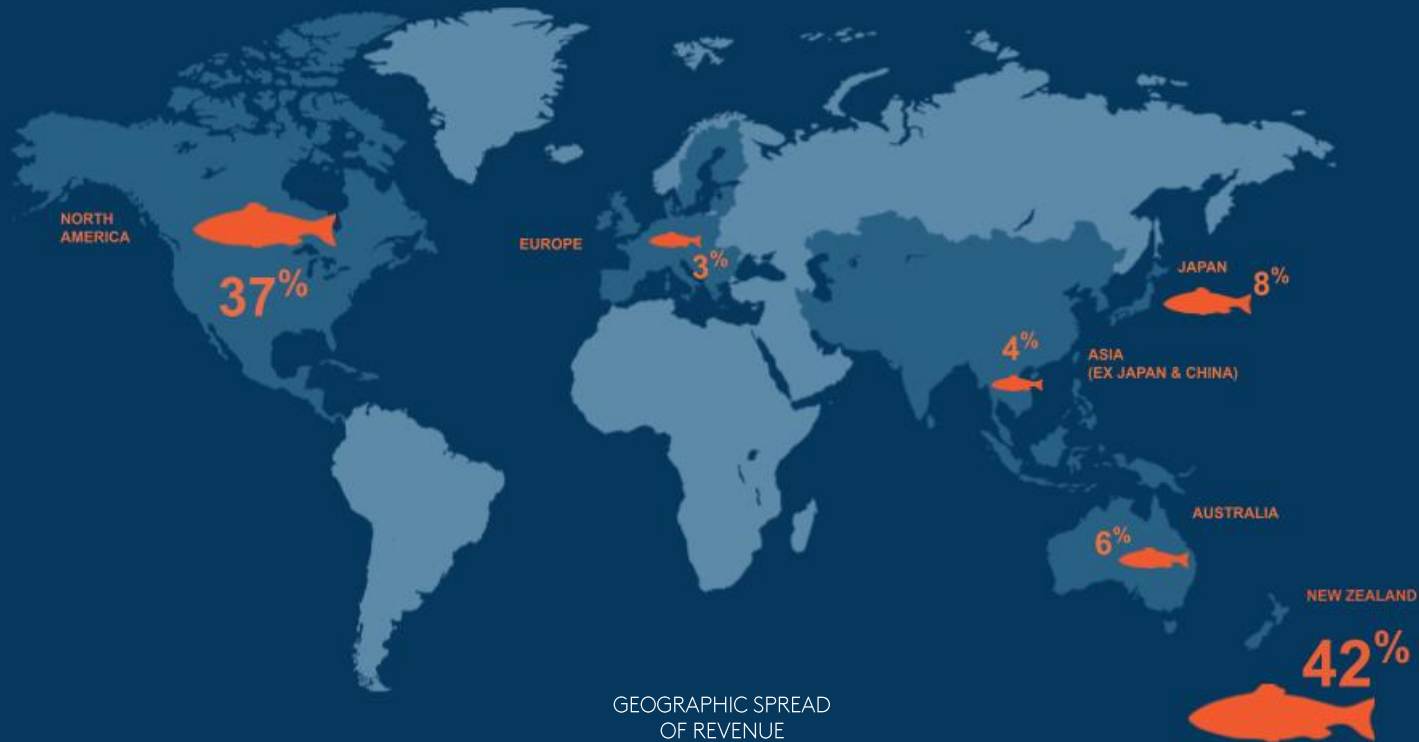 NORTH
AMERICA
37%
EUROPE
3%
JAPAN
8%
4%
ASIA
(EX JAPAN & CHINA)
AUSTRALIA
6%
NEW ZEALAND
42%
GEOGRAPHIC SPREAD
OF REVENUE